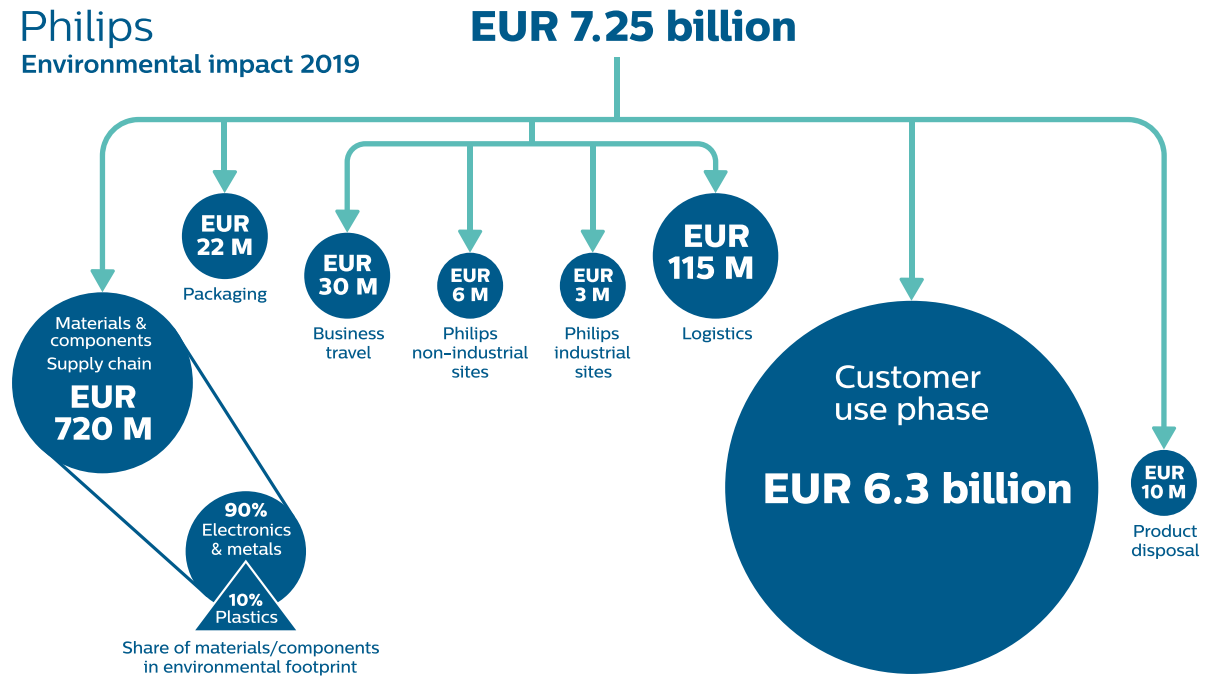 Philips
Environmental impact 2019
EUR 7.25 billion
Materials &
components
Supply chain
EUR
720 M
90%
Electronics
& metals
10%
Plastics
Share of materials/components
in environmental footprint
EUR
22 M
Packaging
EUR
30 M
Business
travel
EUR
6 M
Philips
non-industrial
sites
EUR
3 M
Philips
industrial
sites
EUR
115 M
Logistics
Customer
use phase
EUR 6.3 billion
EUR
10 M
Product
disposal